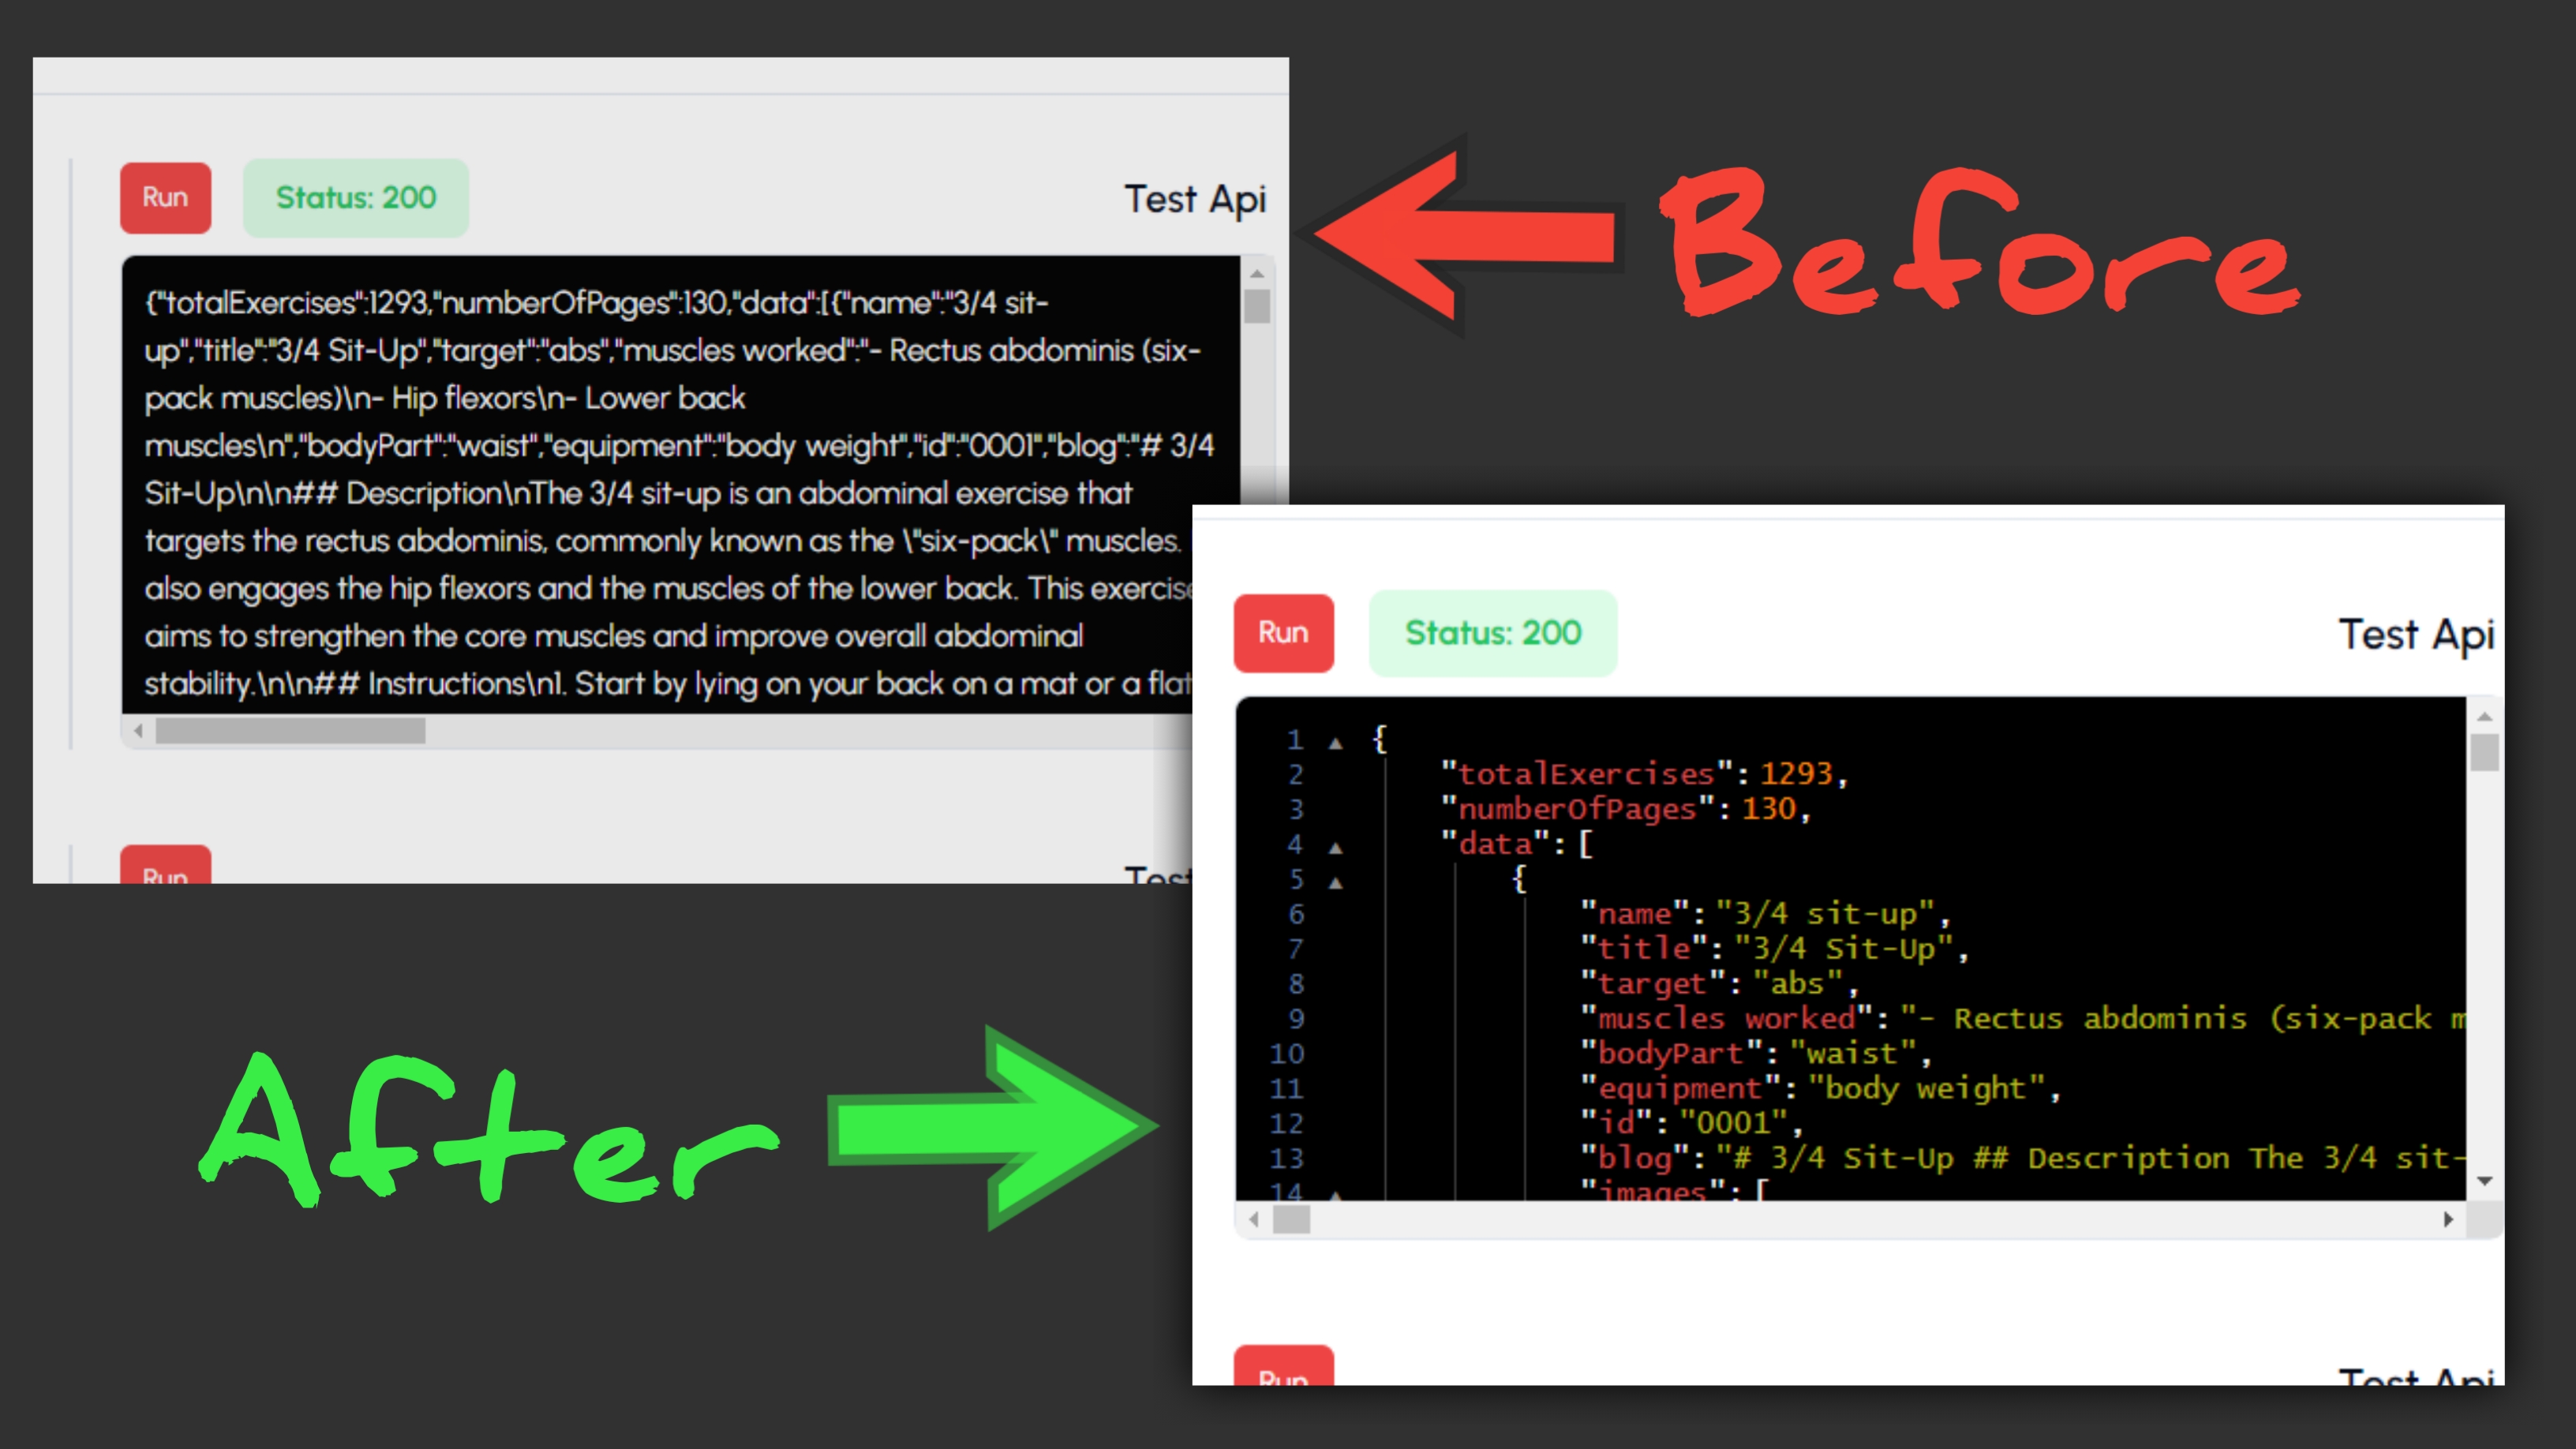 Before
Run
Status: 200
Test Api
{"totalExercises":1293,"numberOfPages":130,"data":[{"name":"3/4 sit-
up","title":"3/4 Sit-Up","target":"abs","muscles worked":"- Rectus abdominis (six-
pack muscles)\n- Hip flexors\n- Lower back
muscles\n","bodyPart":"waist","equipment":"body weight","id":"0001","blog":"# 3/4
Sit-Up\n\n## Description\nThe 3/4 sit-up is an abdominal exercise that
targets the rectus abdominis, commonly known as the \"six-pack\" muscles.
also engages the hip flexors and the muscles of the lower back. This exercise
aims to strengthen the core muscles and improve overall abdominal
stability.\n\n## Instructions\n1. Start by lying on your back on a mat or a flat
Run
Test
After
Run
Status: 200
Test Api
1 {
2 "totalExercises": 1293,
3 "numberOfPages": 130,
4 "data": [
5 {
6 "name": "3/4 sit-up",
7 "title": "3/4 Sit-Up",
8 "target": "abs",
9 "muscles worked": "- Rectus abdominis (six-pack m
10 "bodyPart": "waist",
11 "equipment": "body weight",
12 "id": "0001",
13 "blog": "# 3/4 Sit-Up ## Description The 3/4 sit-
14 "images": [
Run
Test Api